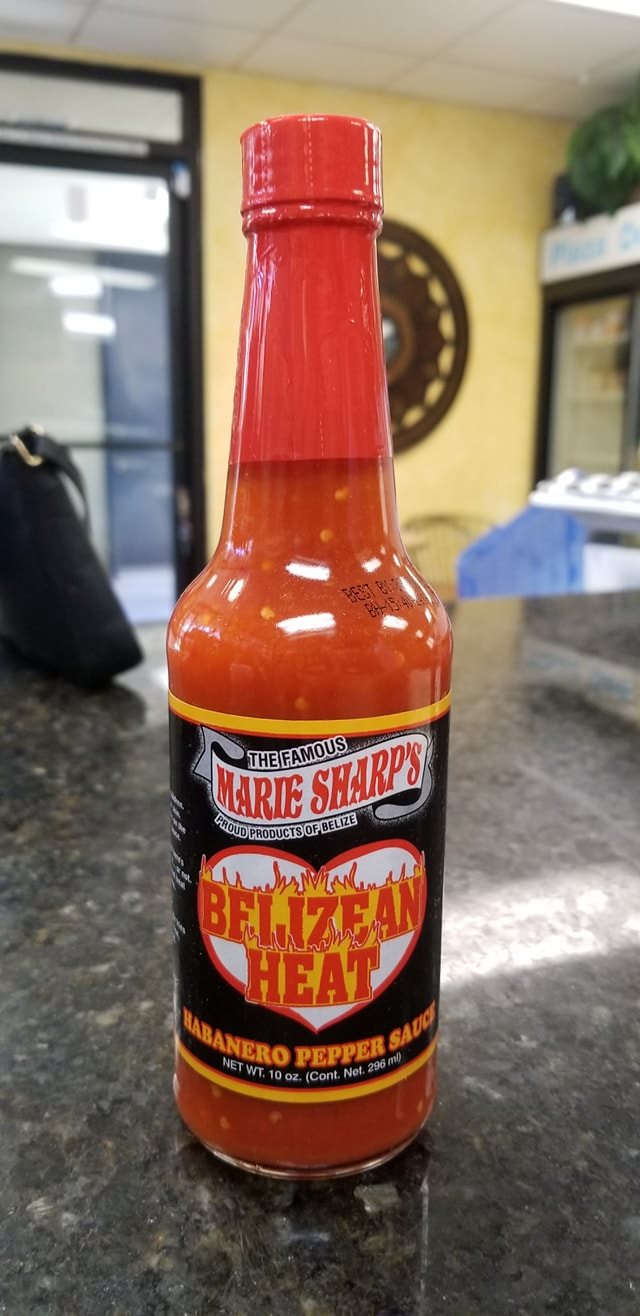 BEST BY
THE FAMOUS
MARIE SHARP'S
PROUD PRODUCTS OF BELIZE
BELIZEAN
HEAT
HABANERO PEPPER SAUCE
NET WT. 10 oz. (Cont. Net. 296 ml)